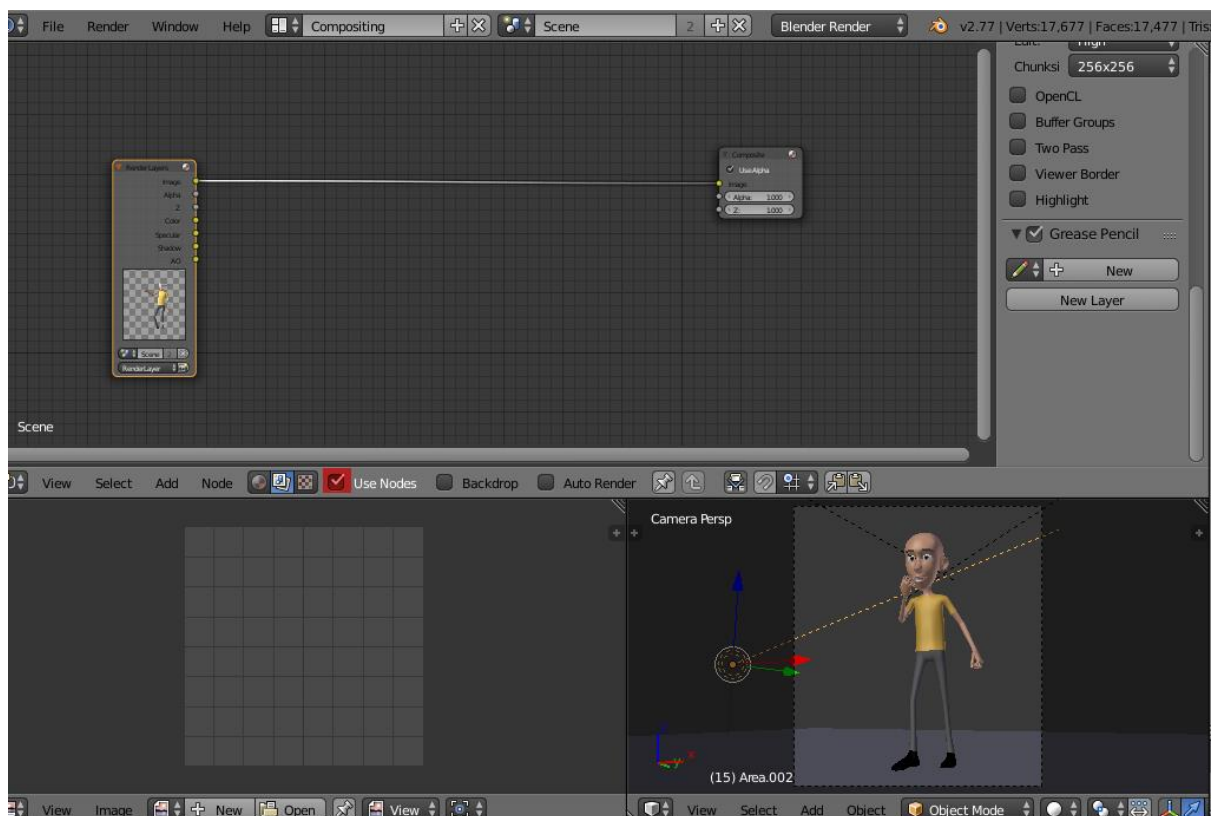 File Render Window Help Compositing Scene 2 Blender Render v2.77 | Verts:17,677 | Faces:17,477 | Tris
High
Chunksi 256x256
OpenCL
Buffer Groups
Two Pass
Viewer Border
Highlight
Grease Pencil
New
New Layer
Render Layers
Image
Alpha
Z
Color
Specular
Shadow
AO
Scene
RenderLayer
Composite
Use Alpha
Image
Alpha: 1.000
Z: 1.000
Scene
View Select Add Node Use Nodes Backdrop Auto Render
Camera Persp
(15) Area.002
View Image New Open View
View Select Add Object Object Mode